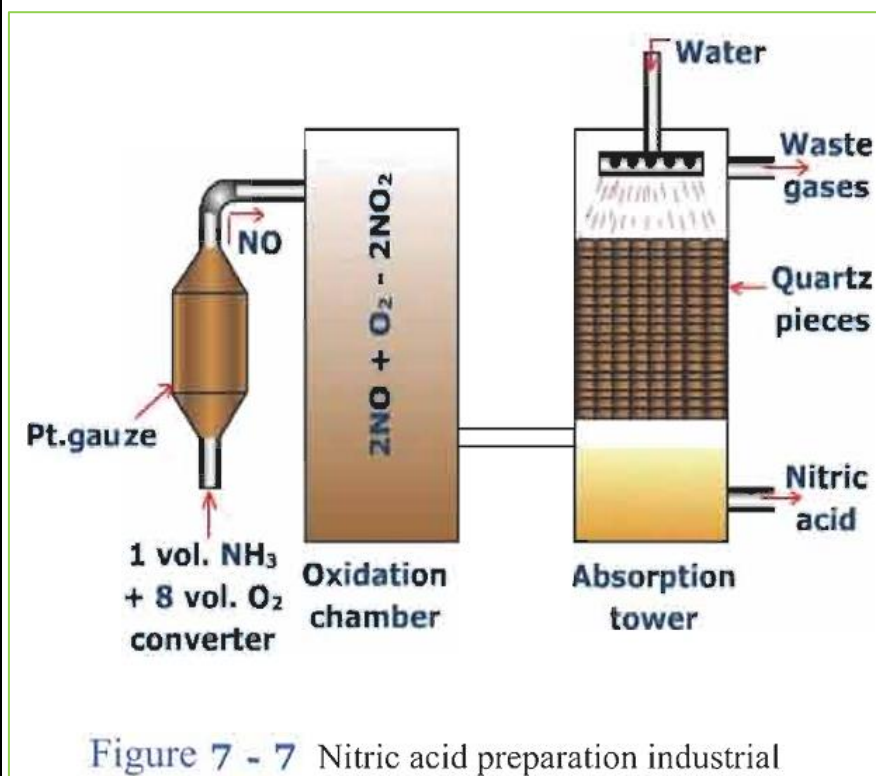 Water
Waste
gases
NO
2NO + O₂ - 2NO₂
Quartz
pieces
Pt.gauze
Nitric
acid
1 vol. NH₃
+ 8 vol. O₂
converter
Oxidation
chamber
Absorption
tower
Figure 7 - 7 Nitric acid preparation industrial